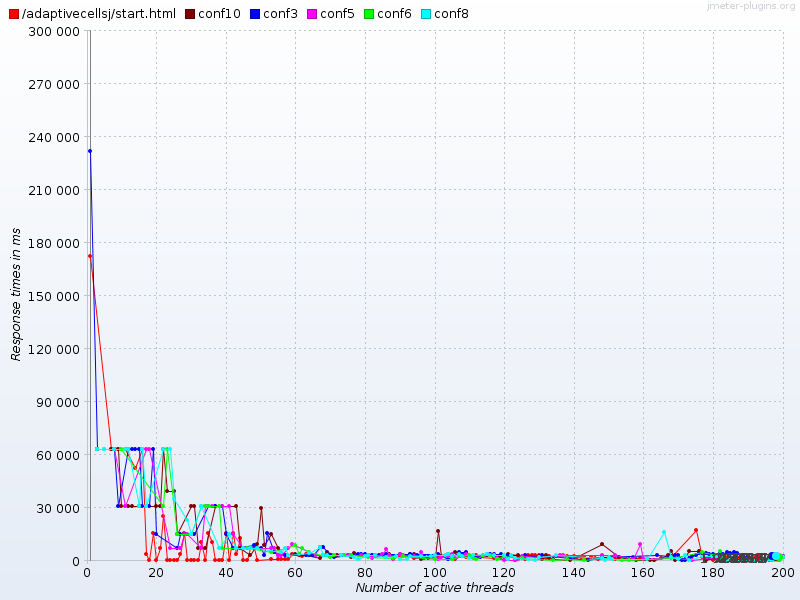 /adaptivecellsj/start.html conf10 conf3 conf5 conf6 conf8
jmeter-plugins.org
300 000
270 000
240 000
210 000
180 000
150 000
120 000
90 000
60 000
30 000
0
Response times in ms
0 20 40 60 80 100 120 140 160 180 200
Number of active threads